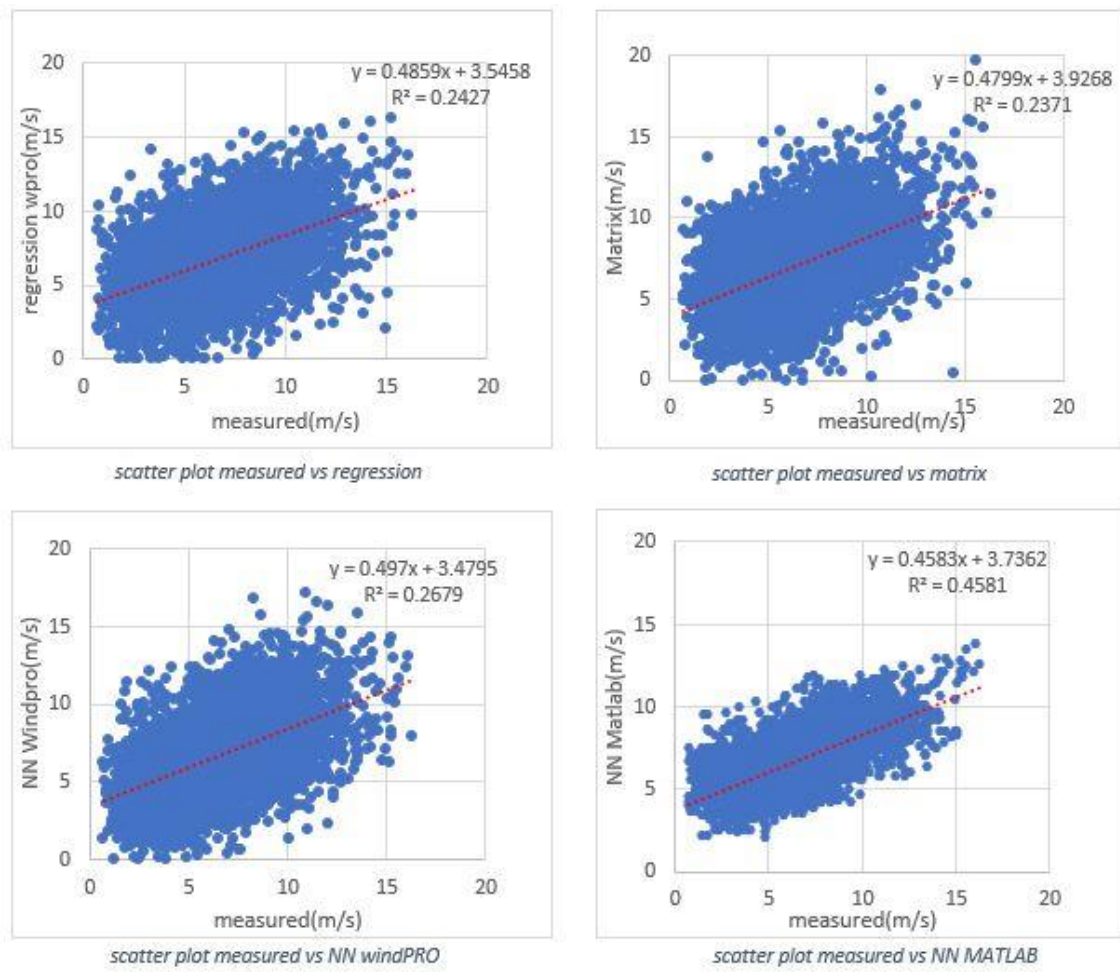 20
15
10
5
0
regression wpro(m/s)
y = 0.4859x + 3.5458
R² = 0.2427
0 5 10 15 20
measured(m/s)
scatter plot measured vs regression
20
15
10
5
0
Matrix(m/s)
y = 0.4799x + 3.9268
R² = 0.2371
0 5 10 15 20
measured(m/s)
scatter plot measured vs matrix
20
15
10
5
0
NN Windpro(m/s)
y = 0.497x + 3.4795
R² = 0.2679
0 5 10 15 20
measured(m/s)
scatter plot measured vs NN windPRO
20
15
10
5
0
NN Matlab(m/s)
y = 0.4583x + 3.7362
R² = 0.4581
0 5 10 15 20
measured(m/s)
scatter plot measured vs NN MATLAB